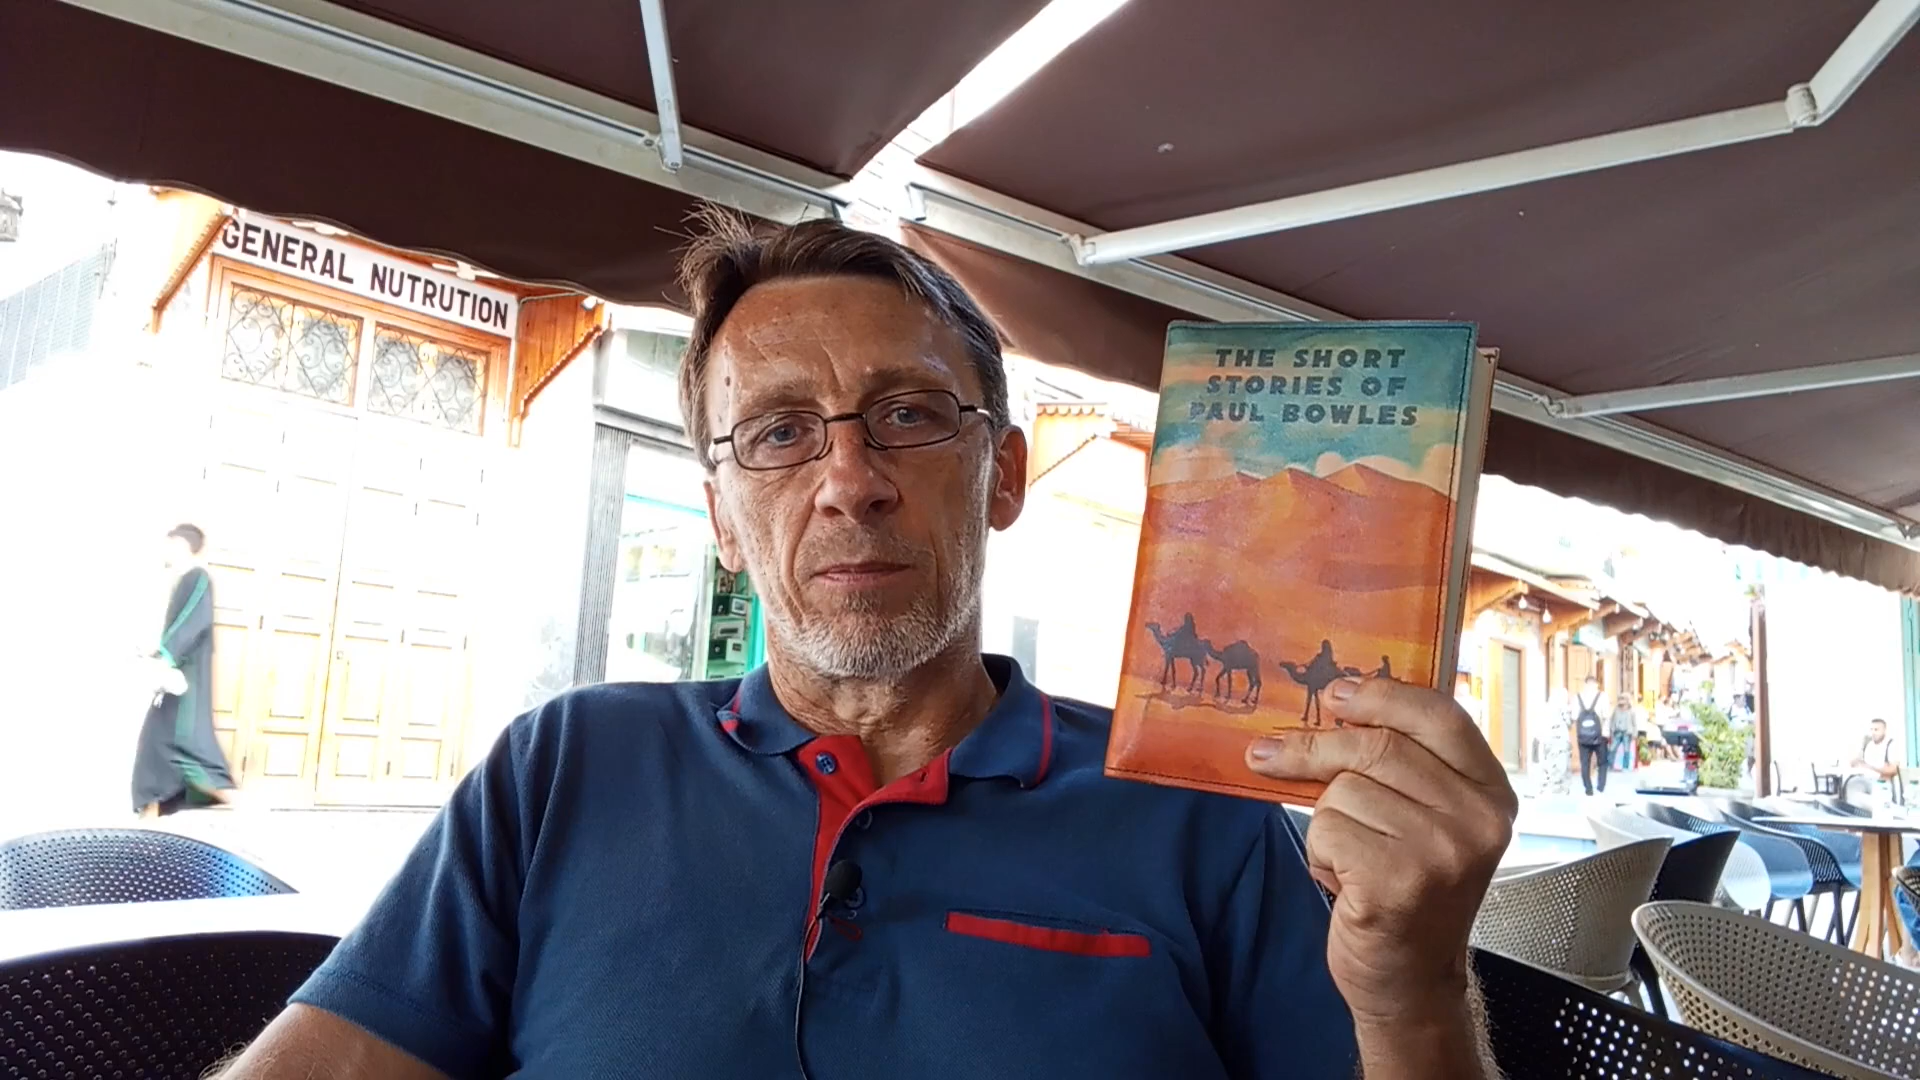 GENERAL NUTRUTION
THE SHORT
STORIES OF
PAUL BOWLES